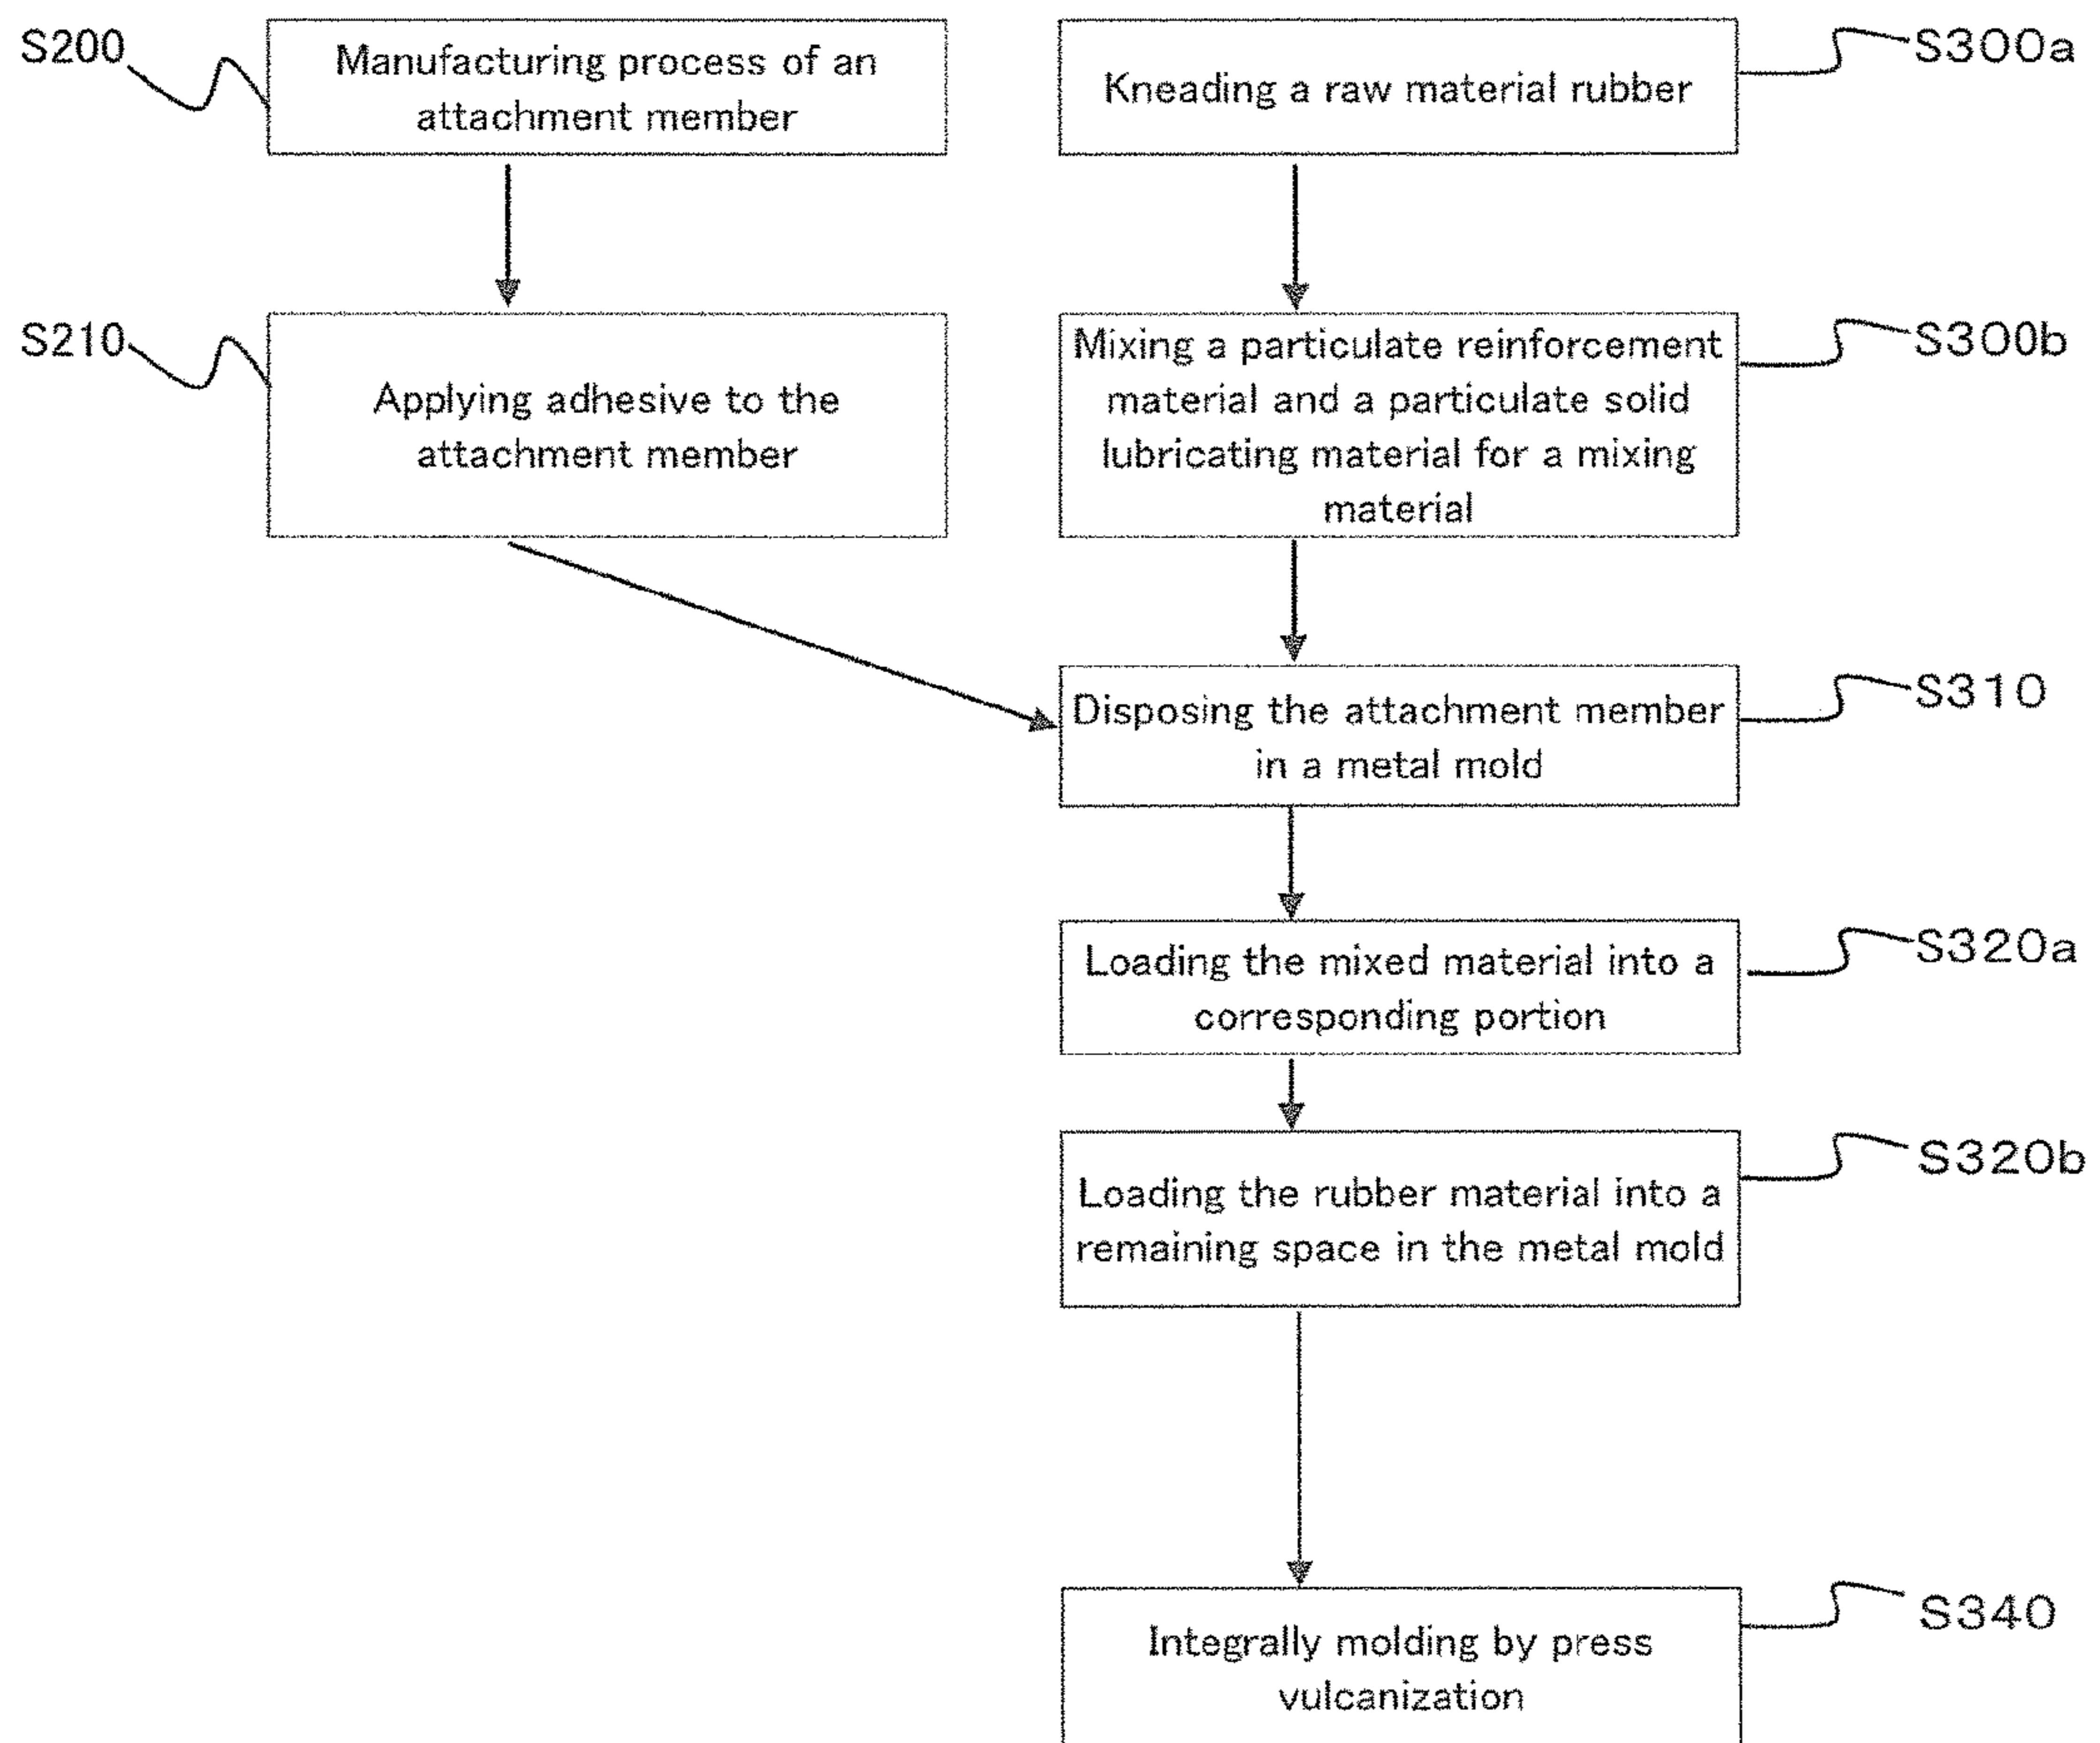 S200
Manufacturing process of an
attachment member
Kneading a raw material rubber
S300a
S210
Applying adhesive to the
attachment member
Mixing a particulate reinforcement
material and a particulate solid
lubricating material for a mixing
material
S300b
Disposing the attachment member
in a metal mold
S310
Loading the mixed material into a
corresponding portion
S320a
Loading the rubber material into a
remaining space in the metal mold
S320b
Integrally molding by press
vulcanization
S340